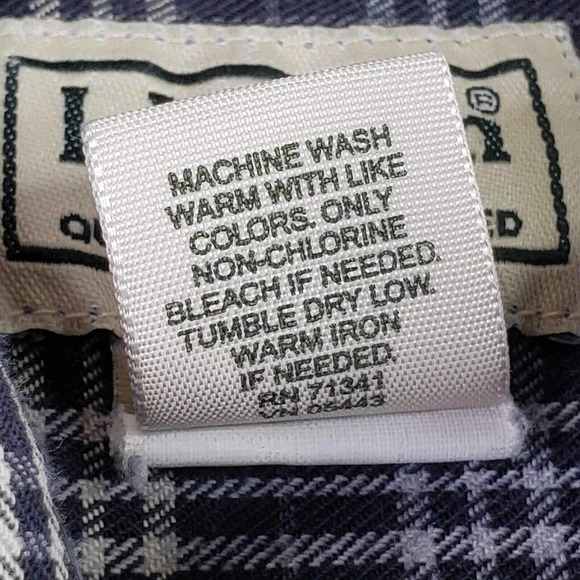 MACHINE WASH
WARM WITH LIKE
COLORS. ONLY
NON-CHLORINE
BLEACH IF NEEDED.
TUMBLE DRY LOW.
WARM IRON
IF NEEDED.
RN 71341
®